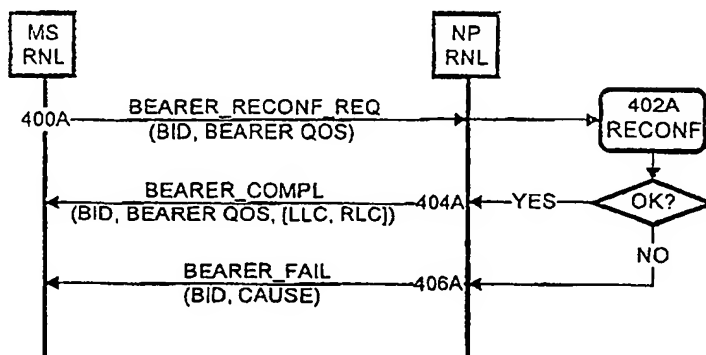 MS
RNL
NP
RNL
400A
BEARER_RECONF_REQ
(BID, BEARER QOS)
402A
RECONF
BEARER_COMPL
(BID, BEARER QOS, [LLC, RLC])
404A
YES
OK?
NO
BEARER_FAIL
(BID, CAUSE)
406A